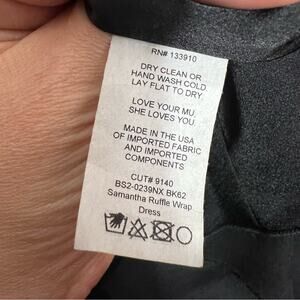 RN# 133910
DRY CLEAN OR
HAND WASH COLD.
LAY FLAT TO DRY.
LOVE YOUR MU
SHE LOVES YOU.
MADE IN THE USA
OF IMPORTED FABRIC
AND IMPORTED
COMPONENTS
CUT# 9140
BS2-0239NX BK62
Samantha Ruffle Wrap
Dress